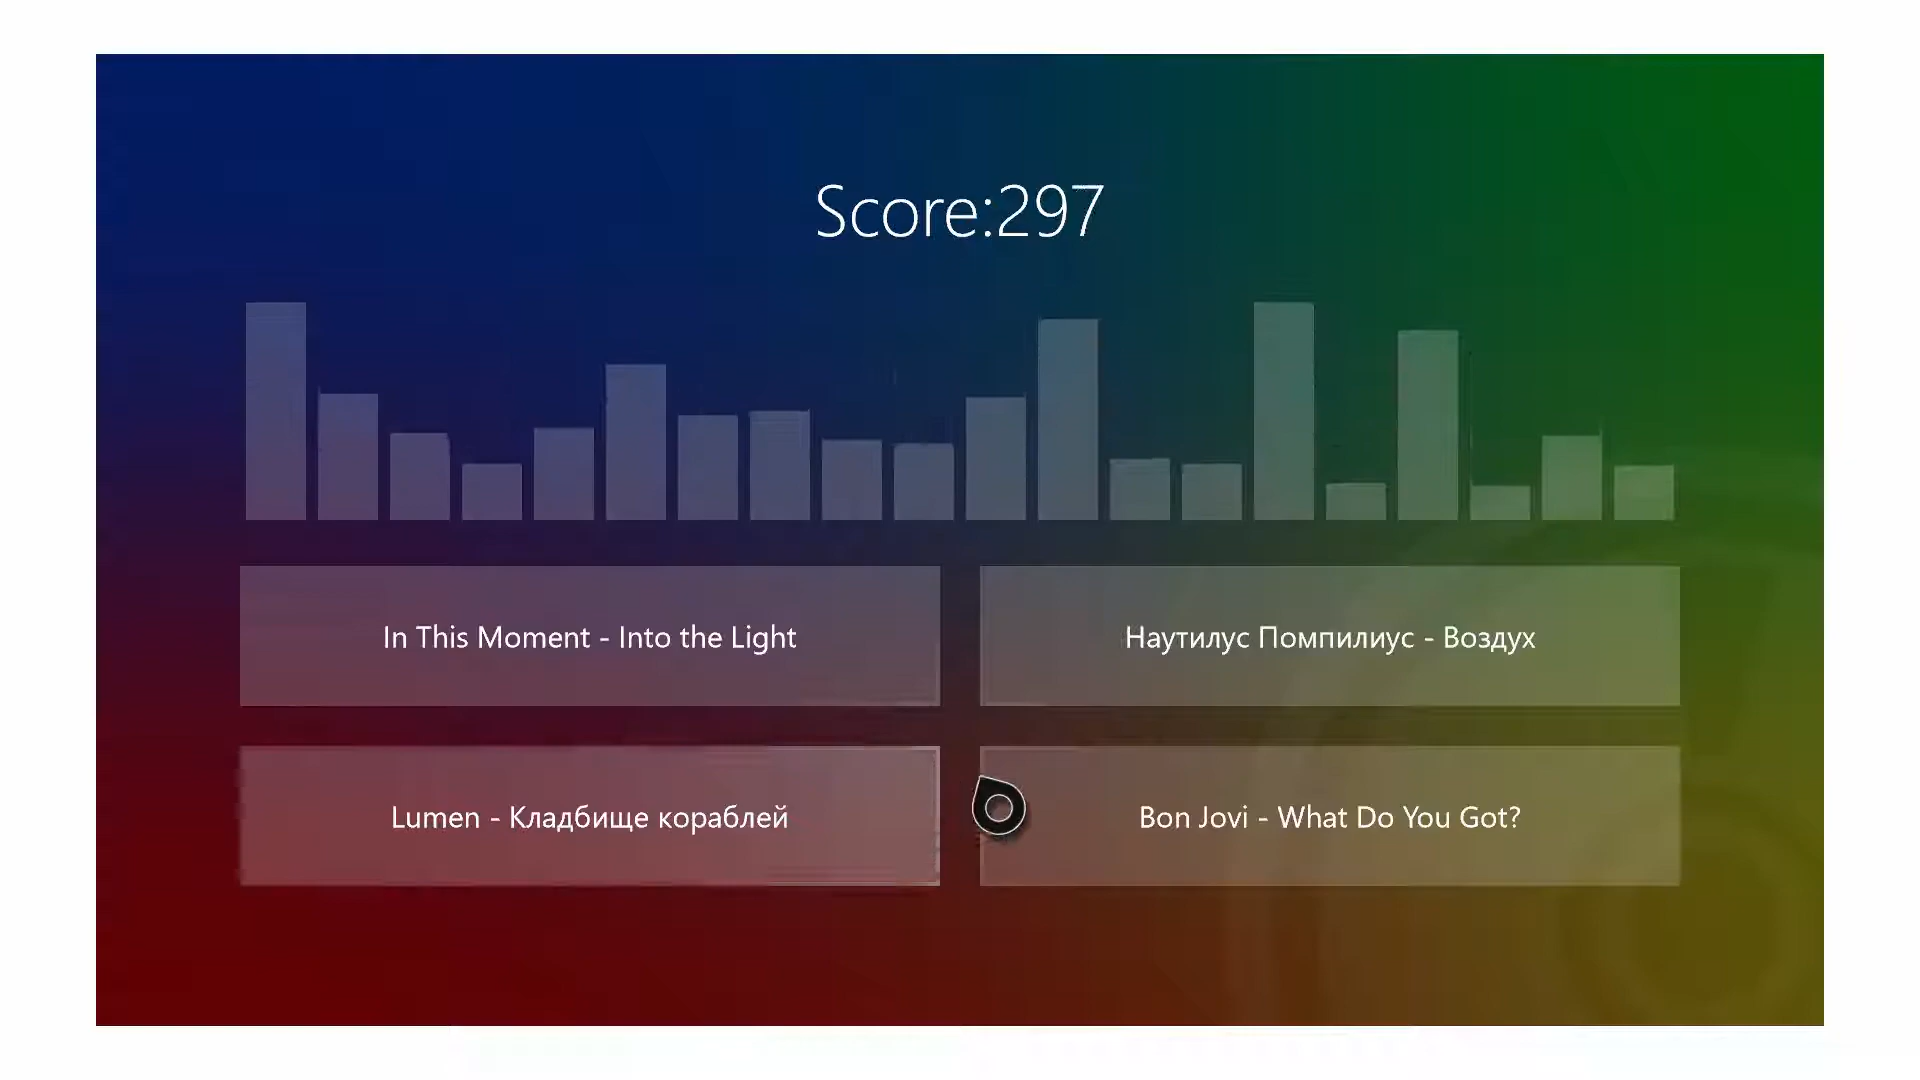 Score:297
In This Moment - Into the Light
Наутилус Помпилиус - Воздух
Lumen - Кладбище кораблей
Bon Jovi - What Do You Got?